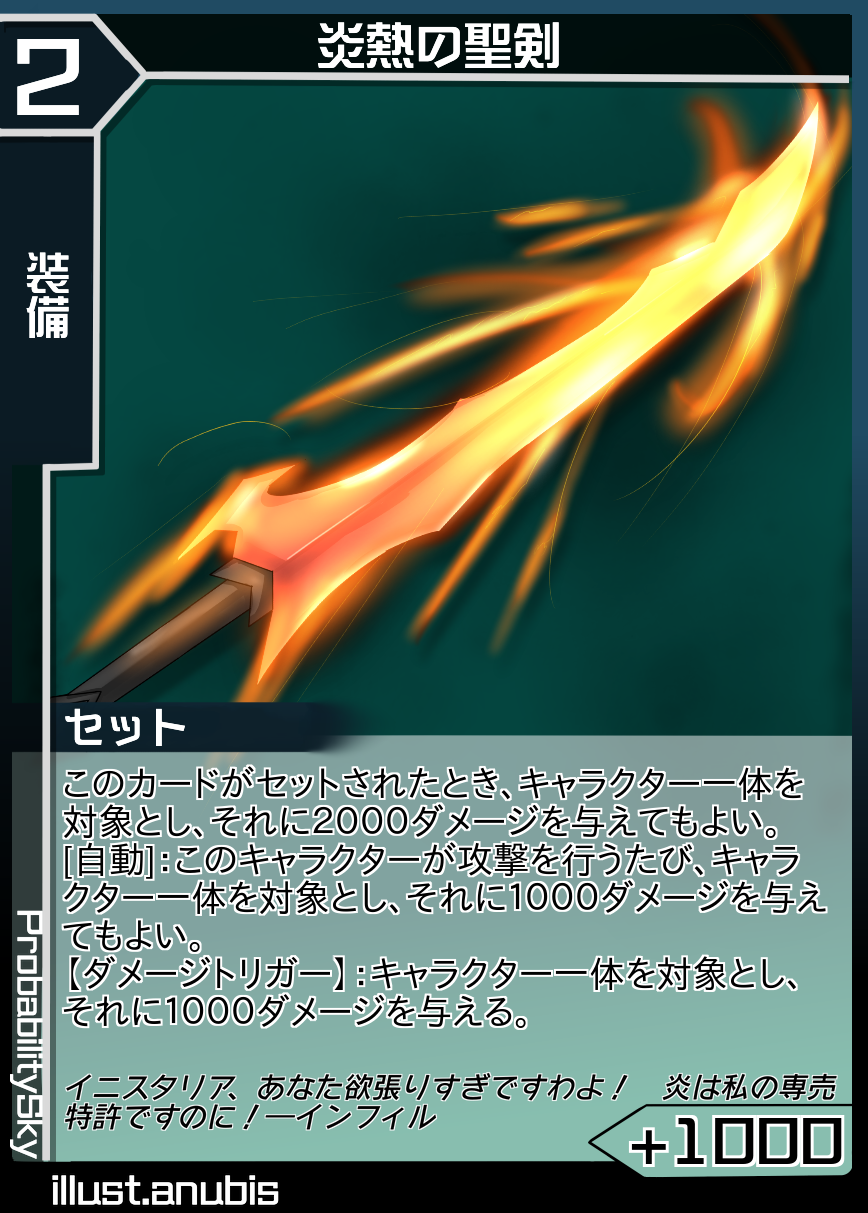 2
炎熱の聖剣
装備
セット
このカードがセットされたとき、キャラクター一体を
対象とし、それに2000ダメージを与えてもよい。
[自動]:このキャラクターが攻撃を行うたび、キャラ
クター一体を対象とし、それに1000ダメージを与え
てもよい。
【ダメージトリガー】:キャラクター一体を対象とし、
それに1000ダメージを与える。
イニスタリア、あなた欲張りすぎですわよ! 炎は私の専売
特許ですのに!―インフィル
+1000
ProbabilitySky
illust.anubis